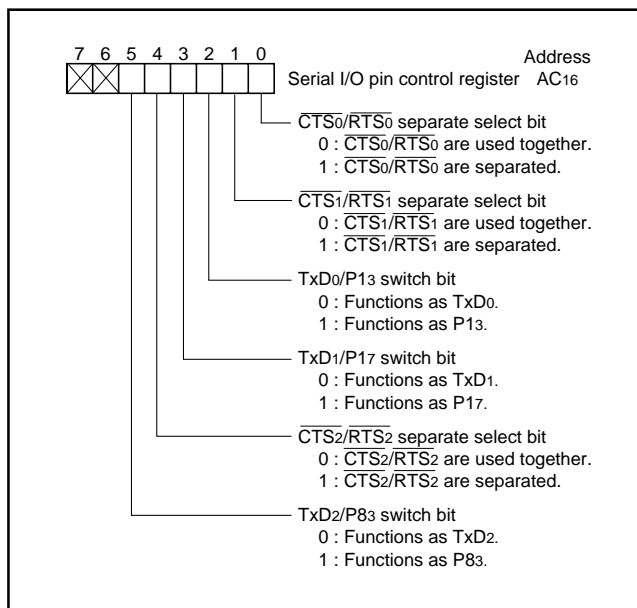 7 6 5 4 3 2 1 0 Address
Serial I/O pin control register AC16
CTS0/RTS0 separate select bit
0 : CTS0/RTS0 are used together.
1 : CTS0/RTS0 are separated.
CTS1/RTS1 separate select bit
0 : CTS1/RTS1 are used together.
1 : CTS1/RTS1 are separated.
TxD0/P13 switch bit
0 : Functions as TxD0.
1 : Functions as P13.
TxD1/P17 switch bit
0 : Functions as TxD1.
1 : Functions as P17.
CTS2/RTS2 separate select bit
0 : CTS2/RTS2 are used together.
1 : CTS2/RTS2 are separated.
TxD2/P83 switch bit
0 : Functions as TxD2.
1 : Functions as P83.